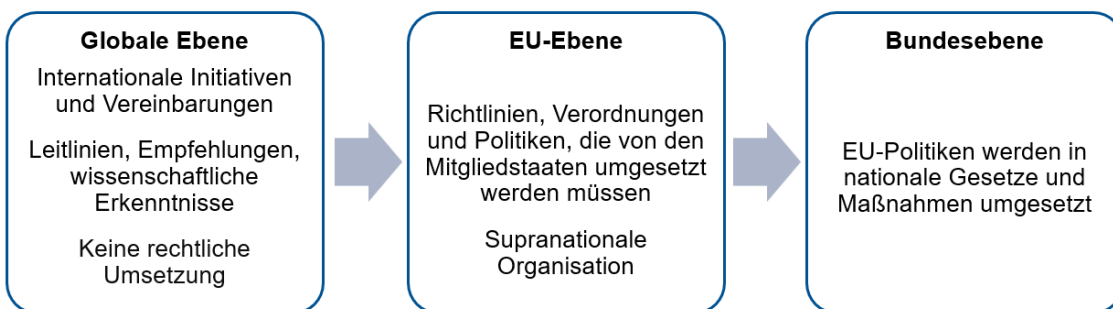 Globale Ebene
Internationale Initiativen
und Vereinbarungen
Leitlinien, Empfehlungen,
wissenschaftliche
Erkenntnisse
Keine rechtliche
Umsetzung
EU-Ebene
Richtlinien, Verordnungen
und Politiken, die von den
Mitgliedstaaten umgesetzt
werden müssen
Supranationale
Organisation
Bundesebene
EU-Politiken werden in
nationale Gesetze und
Maßnahmen umgesetzt